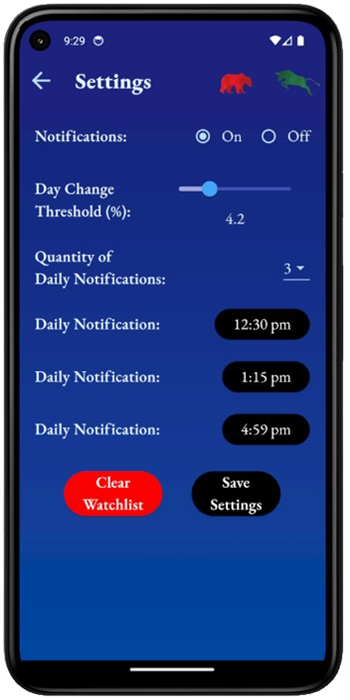 9:29
Settings
Notifications:
On
Off
Day Change
Threshold (%):
4.2
Quantity of
Daily Notifications:
3
Daily Notification:
12:30 pm
Daily Notification:
1:15 pm
Daily Notification:
4:59 pm
Clear
Watchlist
Save
Settings